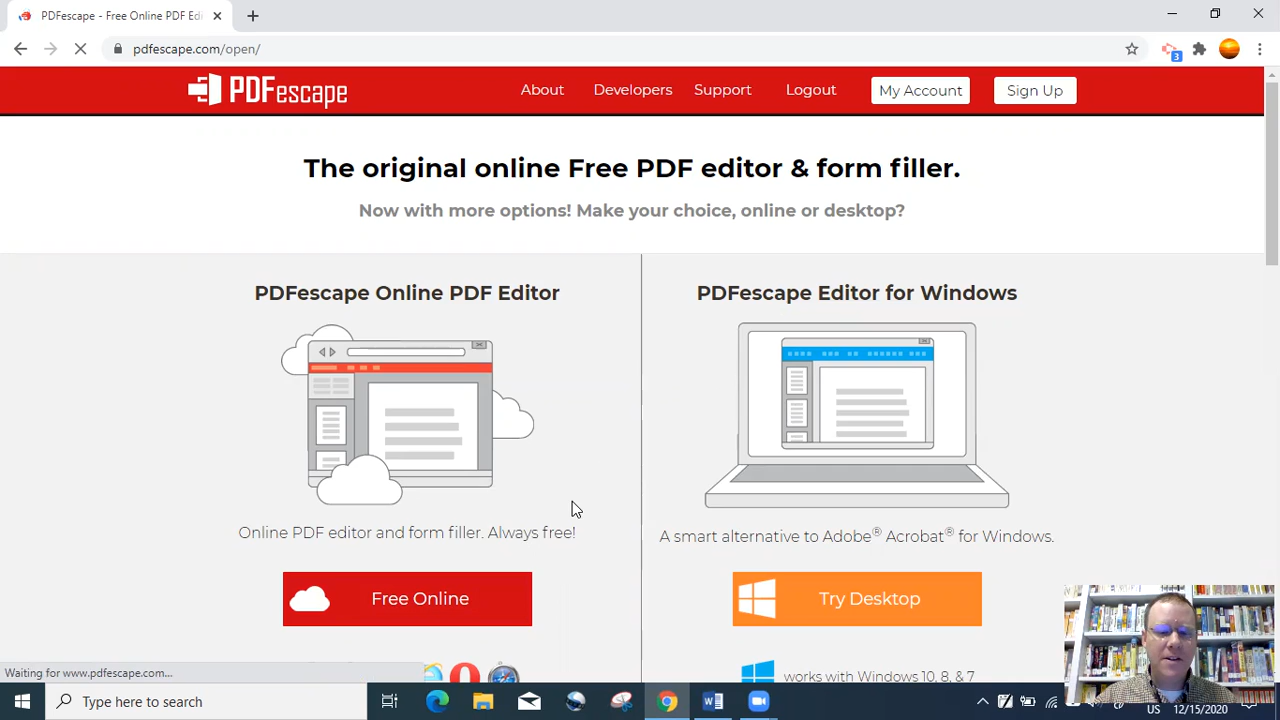 PDFescape - Free Online PDF Edi
pdfescape.com/open/
3
PDFescape
About
Developers
Support
Logout
My Account
Sign Up
The original online Free PDF editor & form filler.
Now with more options! Make your choice, online or desktop?
PDFescape Online PDF Editor
PDFescape Editor for Windows
Online PDF editor and form filler. Always free!
A smart alternative to Adobe® Acrobat® for Windows.
Free Online
Try Desktop
works with Windows 10, 8, & 7
Waiting for www.pdfescape.com...
Type here to search
US
12/15/2020